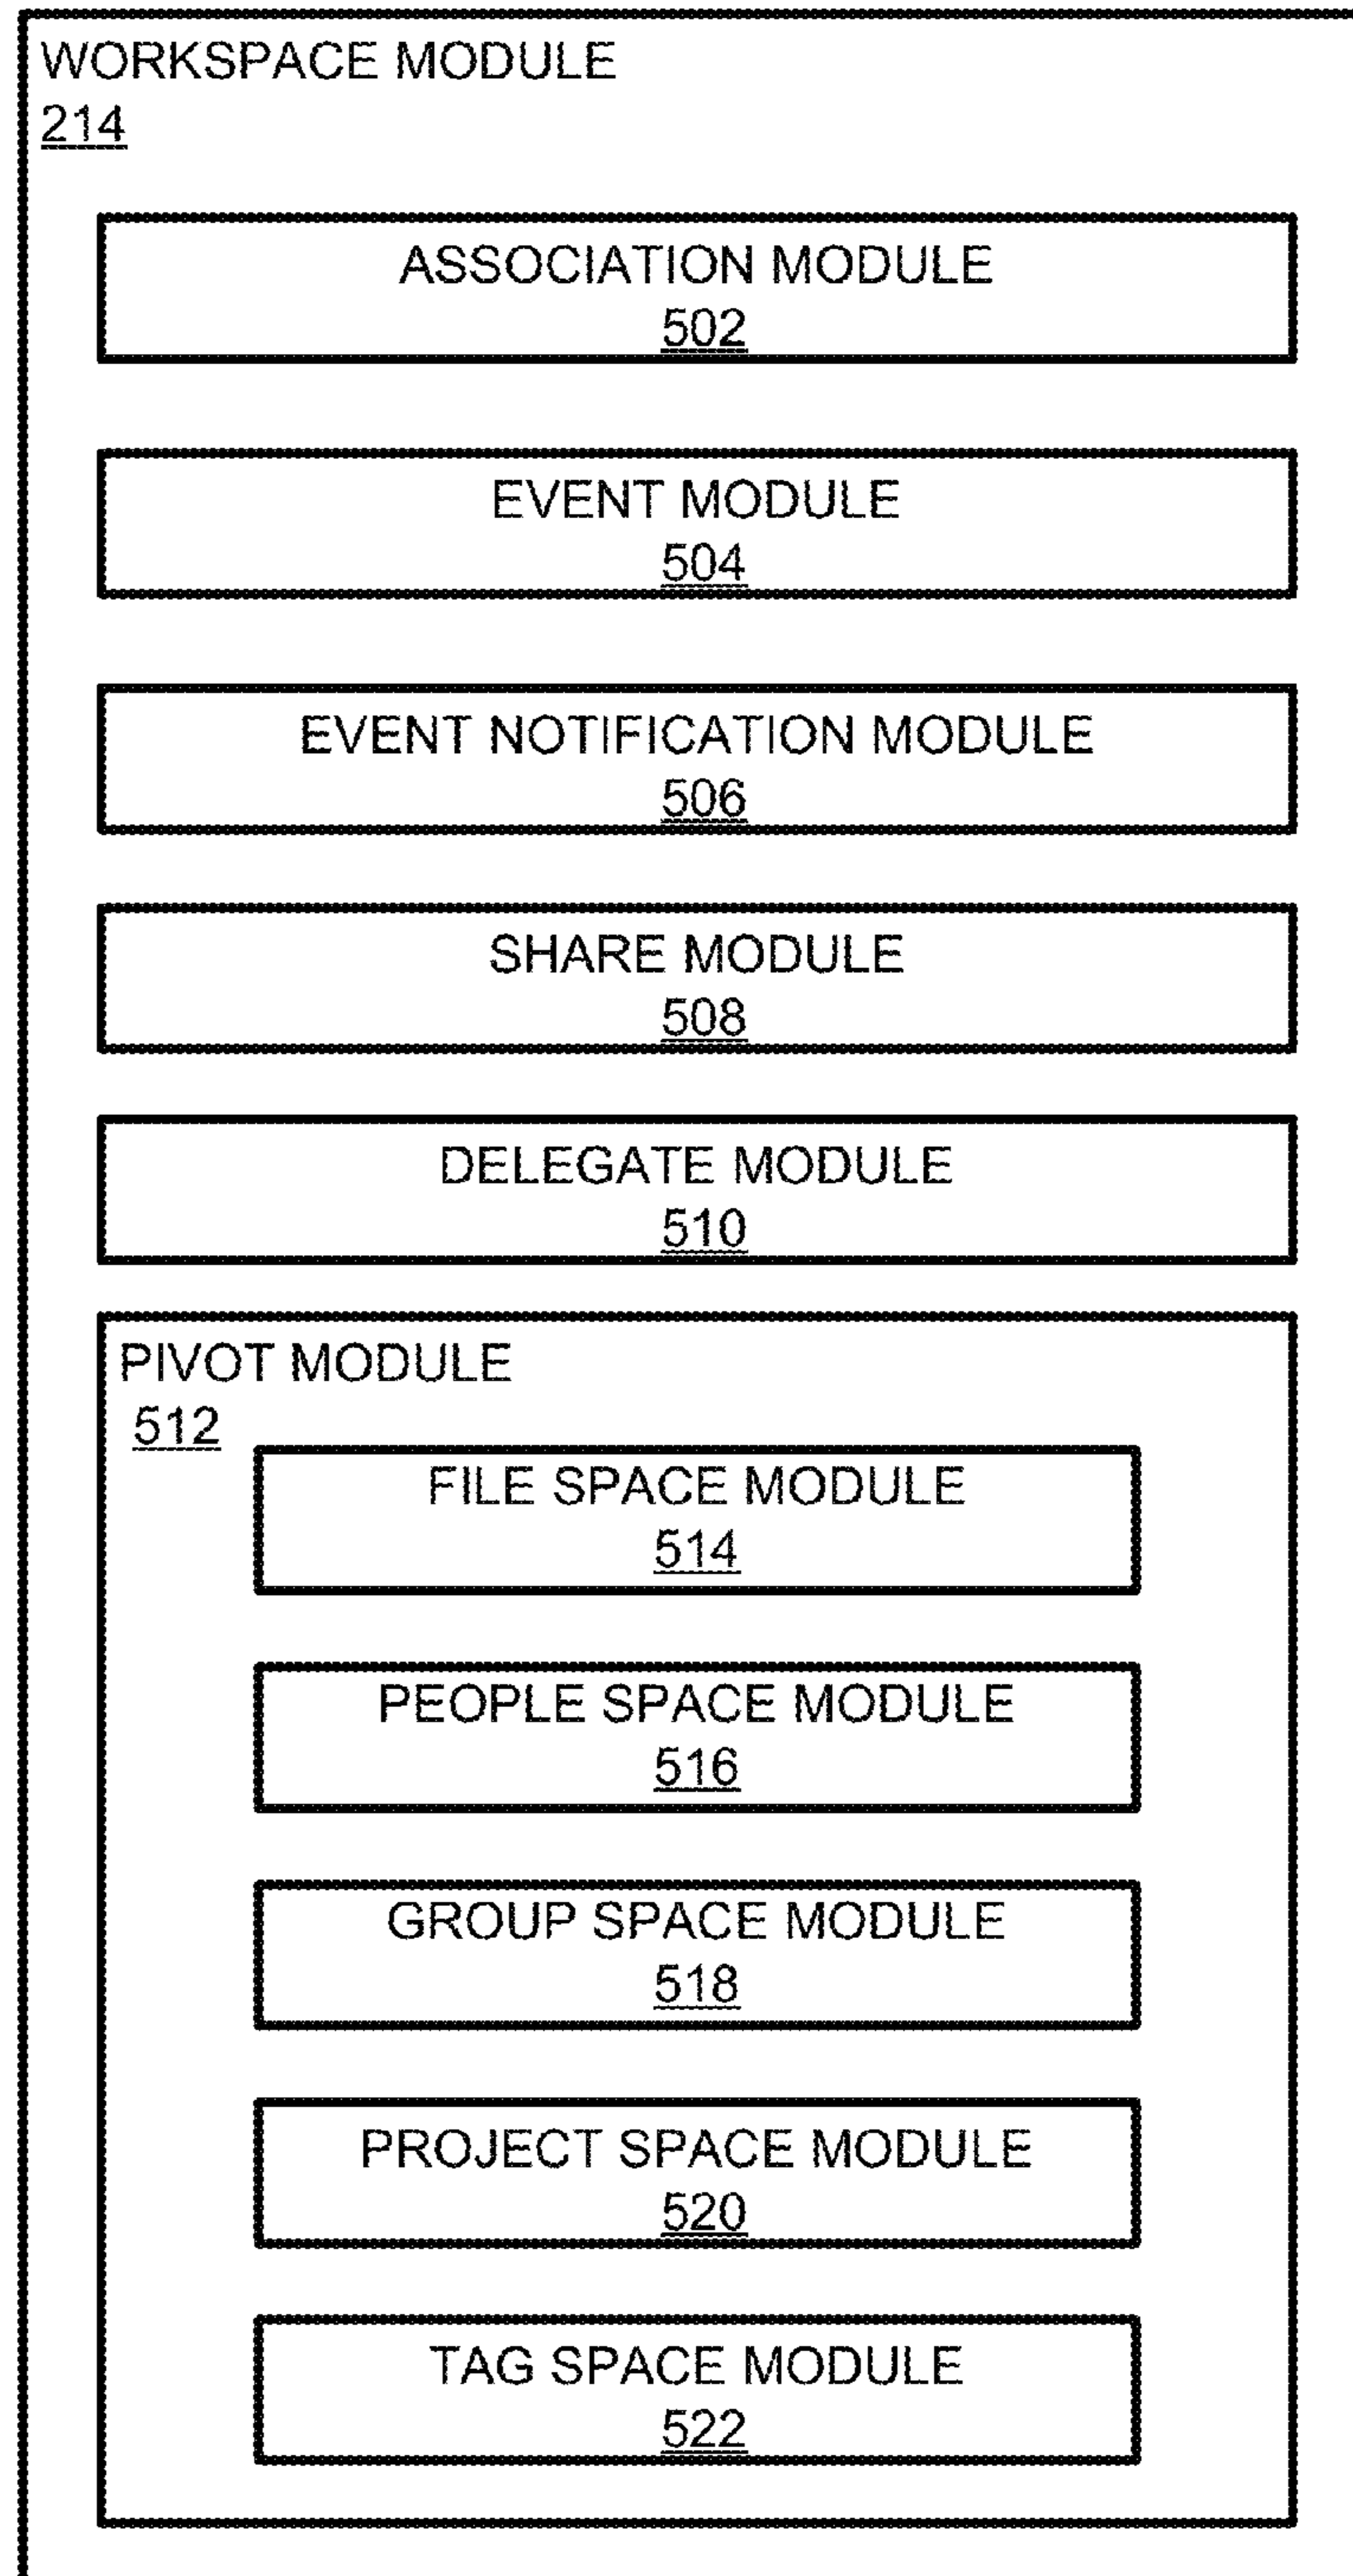 WORKSPACE MODULE
214
ASSOCIATION MODULE
502
EVENT MODULE
504
EVENT NOTIFICATION MODULE
506
SHARE MODULE
508
DELEGATE MODULE
510
PIVOT MODULE
512
FILE SPACE MODULE
514
PEOPLE SPACE MODULE
516
GROUP SPACE MODULE
518
PROJECT SPACE MODULE
520
TAG SPACE MODULE
522